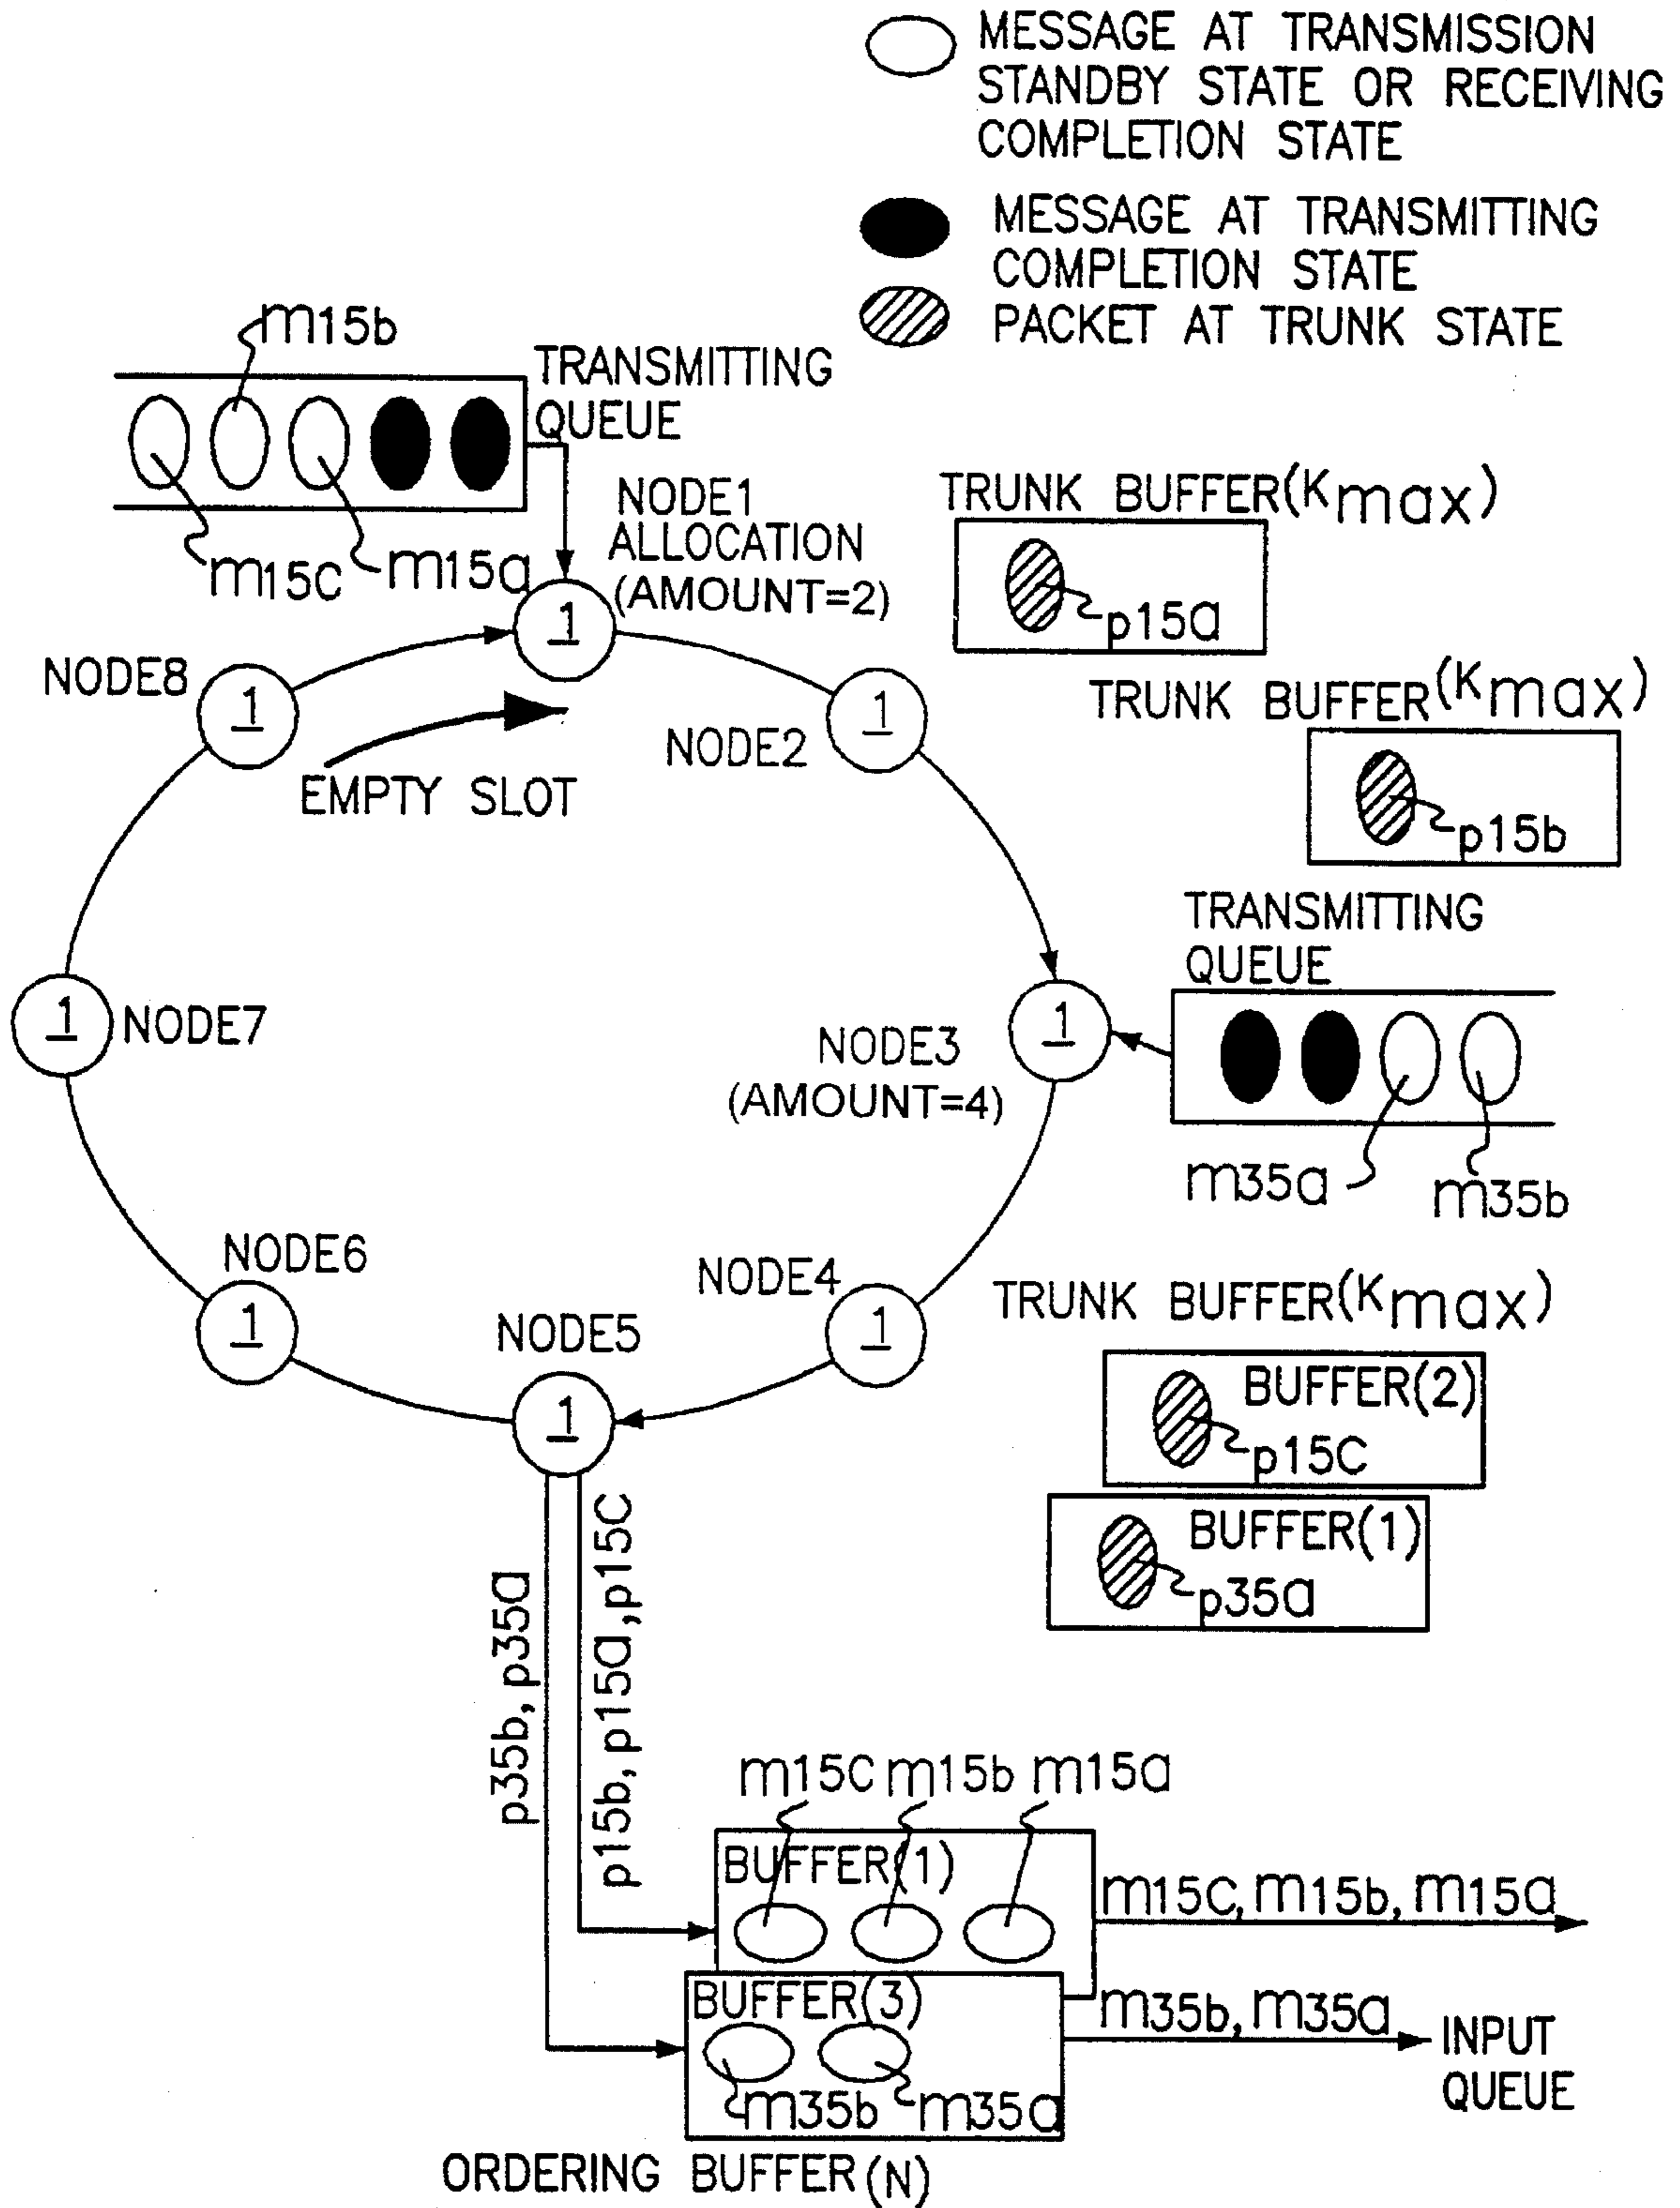 MESSAGE AT TRANSMISSION
STANDBY STATE OR RECEIVING
COMPLETION STATE
MESSAGE AT TRANSMITTING
COMPLETION STATE
PACKET AT TRUNK STATE
m15b
TRANSMITTING
QUEUE
m15C
m15a
NODE1
ALLOCATION
(AMOUNT=2)
TRUNK BUFFER(Kmax)
p15a
1
NODE8
1
EMPTY SLOT
1
NODE2
TRUNK BUFFER(Kmax)
p15b
TRANSMITTING
QUEUE
1
NODE7
1
NODE3
(AMOUNT=4)
m35a
m35b
NODE6
1
NODE5
1
NODE4
1
TRUNK BUFFER(Kmax)
BUFFER(2)
p15C
BUFFER(1)
p35a
p35b, p35a
p15b, p15a, p15C
m15C m15b m15a
BUFFER(1)
m15C, m15b, m15a
BUFFER(3)
m35b, m35a
m35b
m35a
INPUT
QUEUE
ORDERING BUFFER(N)